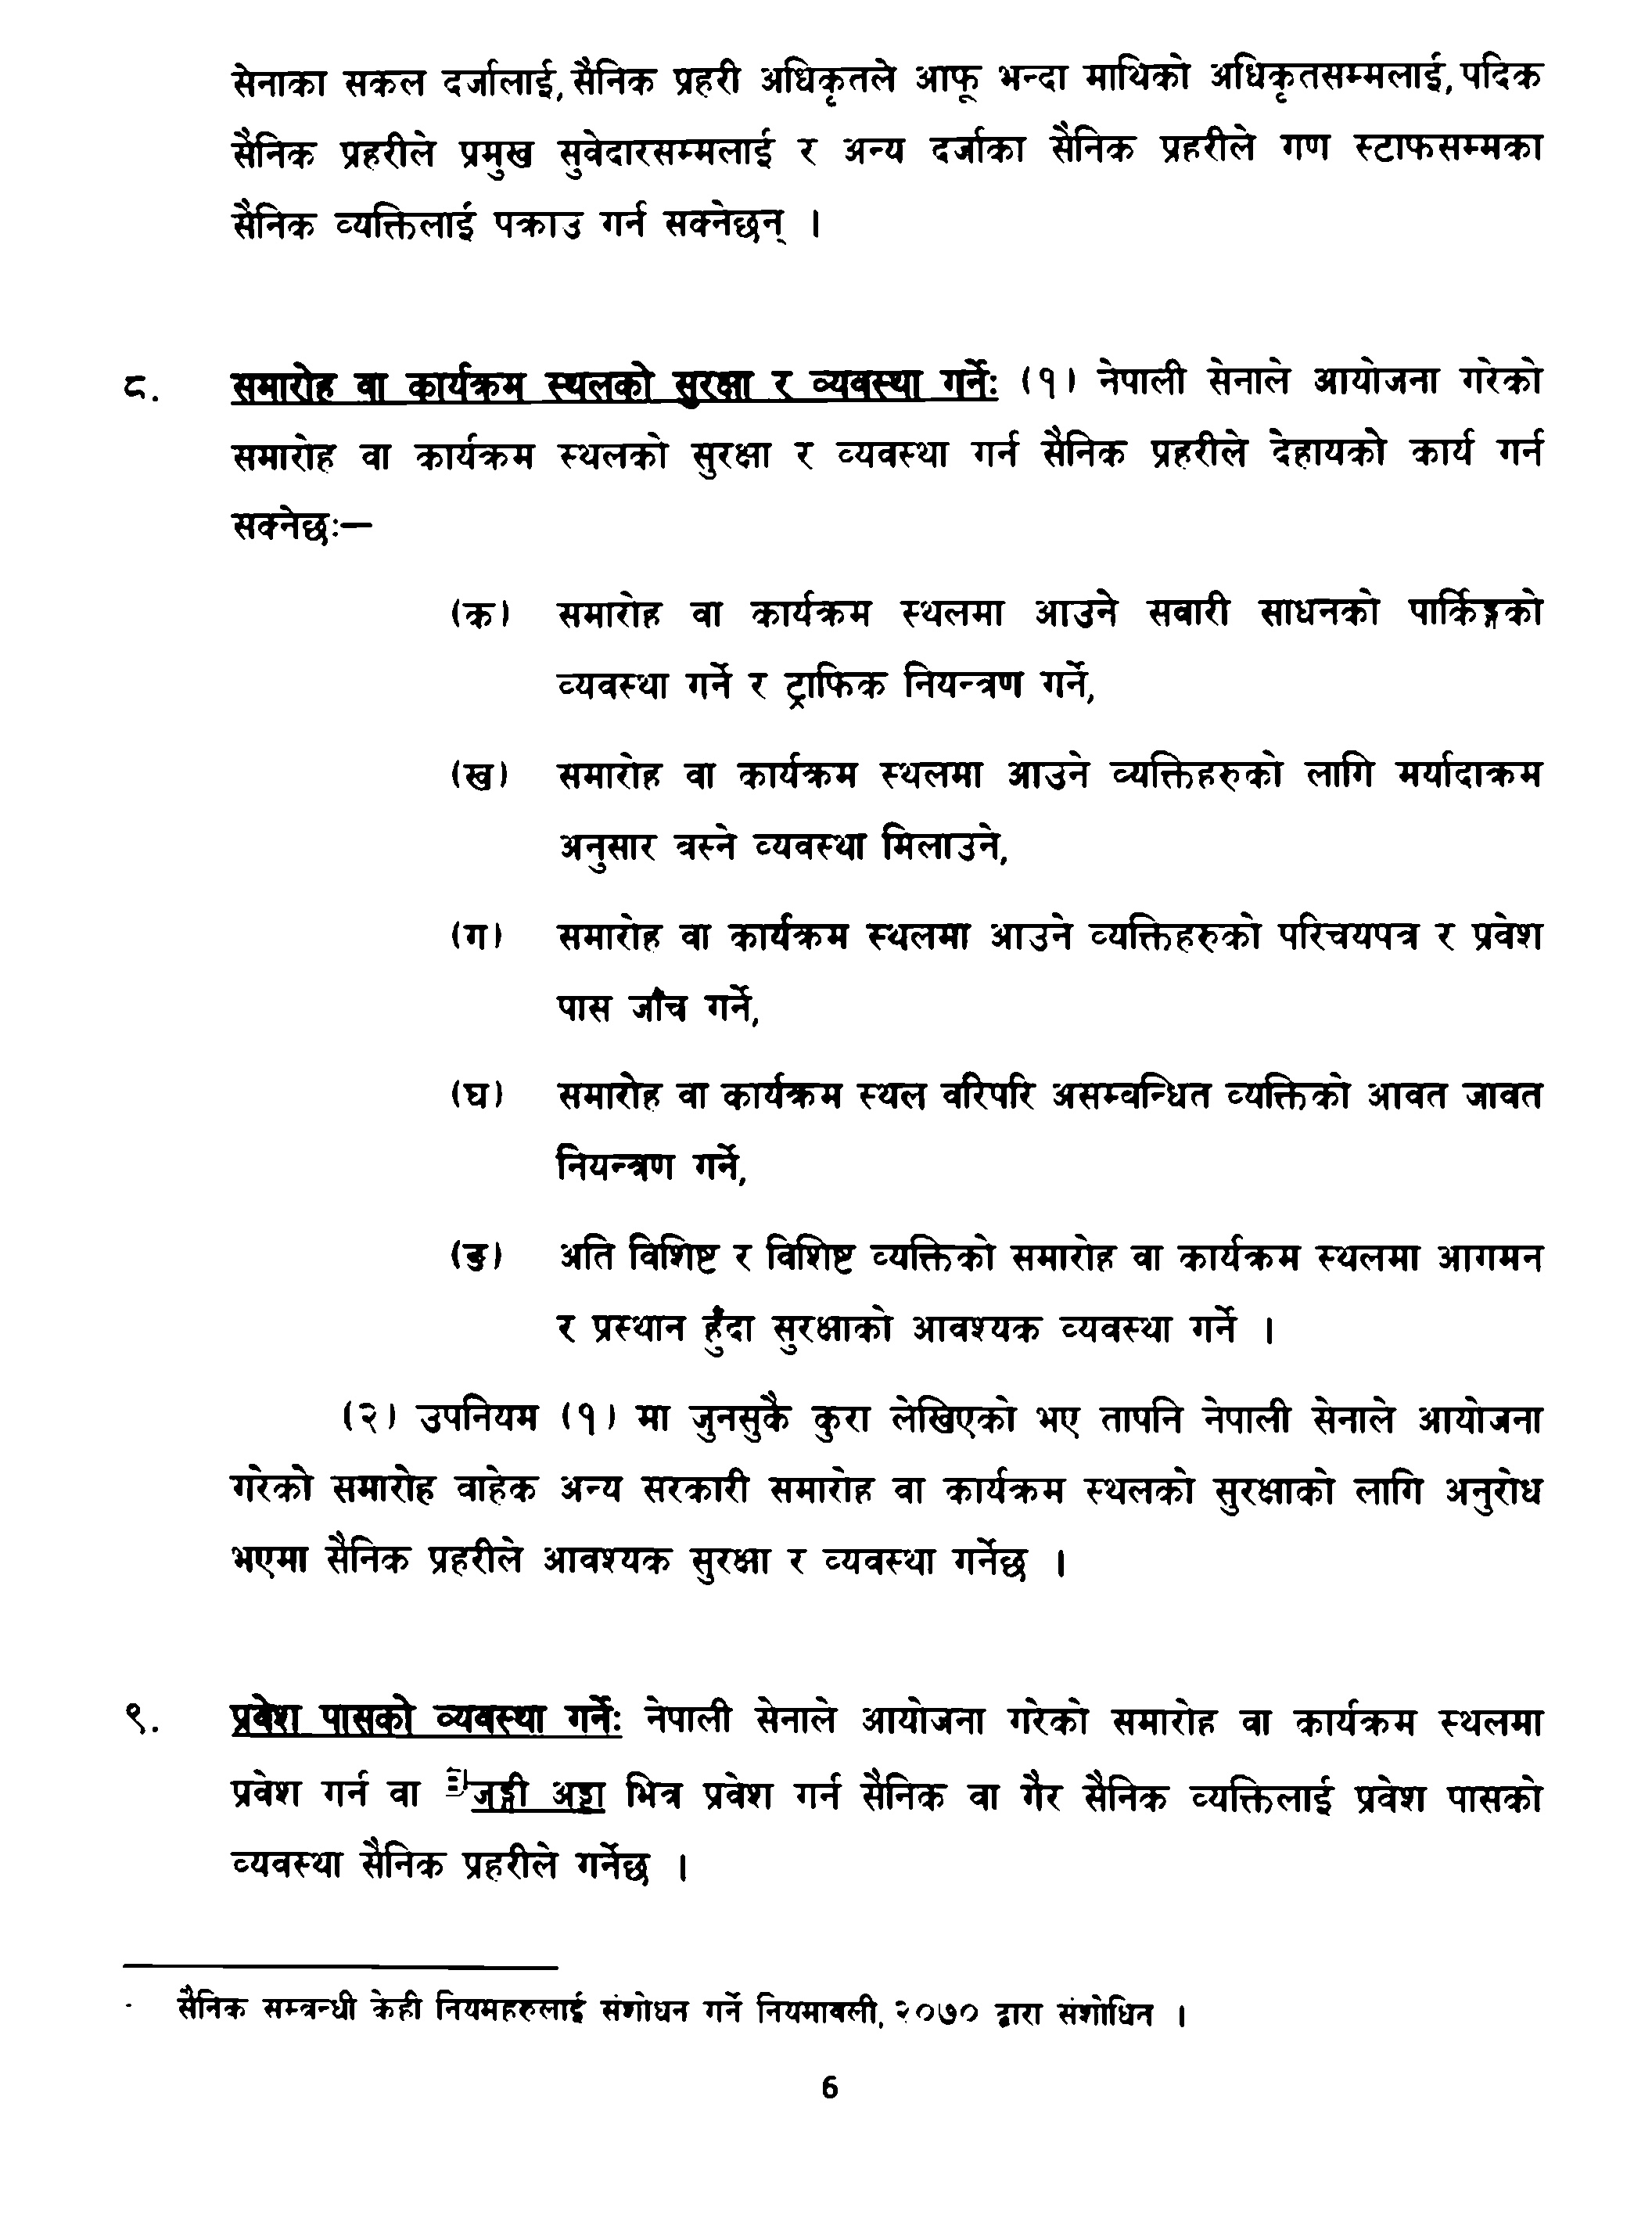 सेनाका सकल दर्जालाई, सैनिक प्रहरी अधिकृतले आफू भन्दा माथिको अधिकृतसम्मलाई, पदिक
सैनिक प्रहरीले प्रमुख सुवेदारसम्मलाई र अन्य दर्जाका सैनिक प्रहरीले गण स्टाफसम्मका
सैनिक व्यक्तिलाई पक्राउ गर्न सक्नेछन् ।
८. समारोह वा कार्यक्रम स्थलको सुरक्षा र व्यवस्था गर्नेः (१) नेपाली सेनाले आयोजना गरेको
समारोह वा कार्यक्रम स्थलको सुरक्षा र व्यवस्था गर्न सैनिक प्रहरीले देहायको कार्य गर्न
सक्नेछः–
(क) समारोह वा कार्यक्रम स्थलमा आउने सवारी साधनको पार्किङ्गको
व्यवस्था गर्ने र ट्राफिक नियन्त्रण गर्ने,
(ख) समारोह वा कार्यक्रम स्थलमा आउने व्यक्तिहरुको लागि मर्यादाक्रम
अनुसार बस्ने व्यवस्था मिलाउने,
(ग) समारोह वा कार्यक्रम स्थलमा आउने व्यक्तिहरुको परिचयपत्र र प्रवेश
पास जाँच गर्ने,
(घ) समारोह वा कार्यक्रम स्थल वरिपरि असम्बन्धित व्यक्तिको आवत जावत
नियन्त्रण गर्ने,
(ङ) अति विशिष्ट र विशिष्ट व्यक्तिको समारोह वा कार्यक्रम स्थलमा आगमन
र प्रस्थान हुँदा सुरक्षाको आवश्यक व्यवस्था गर्ने ।
(२) उपनियम (१) मा जुनसुकै कुरा लेखिएको भए तापनि नेपाली सेनाले आयोजना
गरेको समारोह वाहेक अन्य सरकारी समारोह वा कार्यक्रम स्थलको सुरक्षाको लागि अनुरोध
भएमा सैनिक प्रहरीले आवश्यक सुरक्षा र व्यवस्था गर्नेछ ।
९. प्रवेश पासको व्यवस्था गर्नेः नेपाली सेनाले आयोजना गरेको समारोह वा कार्यक्रम स्थलमा
प्रवेश गर्न वा जङ्गी अड्डा भित्र प्रवेश गर्न सैनिक वा गैर सैनिक व्यक्तिलाई प्रवेश पासको
व्यवस्था सैनिक प्रहरीले गर्नेछ ।
सैनिक सम्बन्धी केही नियमहरुलाई संशोधन गर्ने नियमावली, २०७० द्वारा संशोधित ।
6